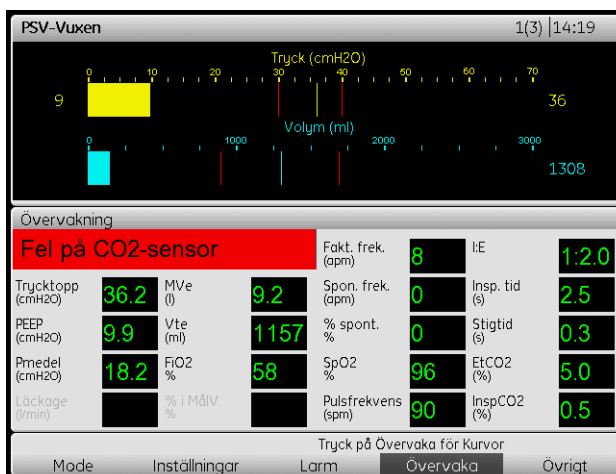 PSV-Vuxen 1(3) |14:19
Tryck (cmH2O)
0 10 20 30 40 50 60 70
9 36
Volym (ml)
0 1000 2000 3000
1308
Övervakning
Fel på CO2-sensor
Fakt. frek. (apm) 8 I:E 1:2.0
Trycktopp (cmH2O) 36.2 MVe (l) 9.2 Spon. frek. (apm) 0 Insp. tid (s) 2.5
PEEP (cmH2O) 9.9 Vte (ml) 1157 % spont. % 0 Stigtid (s) 0.3
Pmedel (cmH2O) 18.2 FiO2 % 58 SpO2 % 96 EtCO2 (%) 5.0
Läckage (l/min) % i MålV % Pulsfrekvens (spm) 90 InspCO2 (%) 0.5
Tryck på Övervaka för Kurvor
Mode Inställningar Larm Övervaka Övrigt